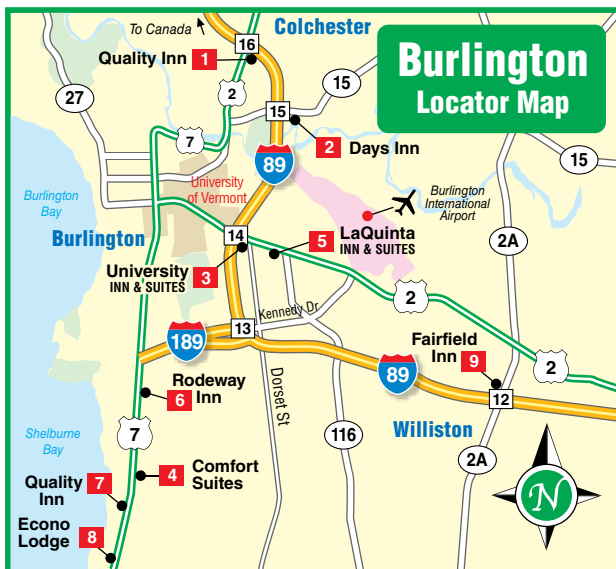 To Canada
Colchester
Burlington
Locator Map
16
Quality Inn 1
27
2
15
15
7
2 Days Inn
89
15
University
of Vermont
Burlington
Bay
Burlington
International
Airport
Burlington
14
5 LaQuinta
INN & SUITES
2A
University 3
INN & SUITES
2
Kennedy Dr
13
189
Fairfield
Inn 9
2
89
Rodeway
6 Inn
12
Dorset St
Williston
Shelburne
Bay
7
116
2A
4 Comfort
Suites
Quality 7
Inn
N
Econo
Lodge 8